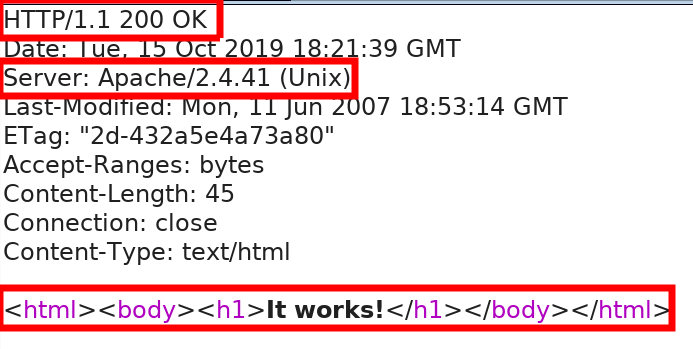 HTTP/1.1 200 OK
Date: Tue, 15 Oct 2019 18:21:39 GMT
Server: Apache/2.4.41 (Unix)
Last-Modified: Mon, 11 Jun 2007 18:53:14 GMT
ETag: "2d-432a5e4a73a80"
Accept-Ranges: bytes
Content-Length: 45
Connection: close
Content-Type: text/html

<html><body><h1>It works!</h1></body></html>